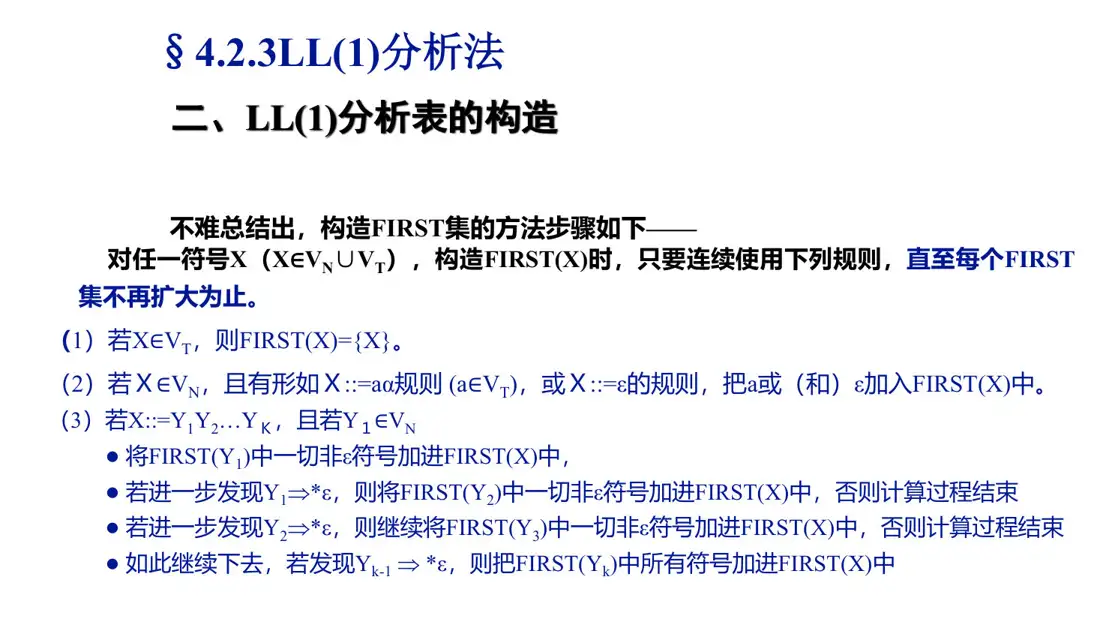 §4.2.3LL(1)分析法
二、LL(1)分析表的构造
不难总结出，构造FIRST集的方法步骤如下——
对任一符号X（X∈VN∪VT），构造FIRST(X)时，只要连续使用下列规则，直至每个FIRST
集不再扩大为止。
(1）若X∈VT，则FIRST(X)={X}。
（2）若X∈VN，且有形如X::=aα规则 (a∈VT)，或X::=ε的规则，把a或（和）ε加入FIRST(X)中。
（3）若X::=Y1Y2…YK，且若Y1∈VN
●将FIRST(Y1)中一切非ε符号加进FIRST(X)中，
●若进一步发现Y1⇒*ε，则将FIRST(Y2)中一切非ε符号加进FIRST(X)中，否则计算过程结束
●若进一步发现Y2⇒*ε，则继续将FIRST(Y3)中一切非ε符号加进FIRST(X)中，否则计算过程结束
●如此继续下去，若发现Yk-1 ⇒ *ε，则把FIRST(Yk)中所有符号加进FIRST(X)中